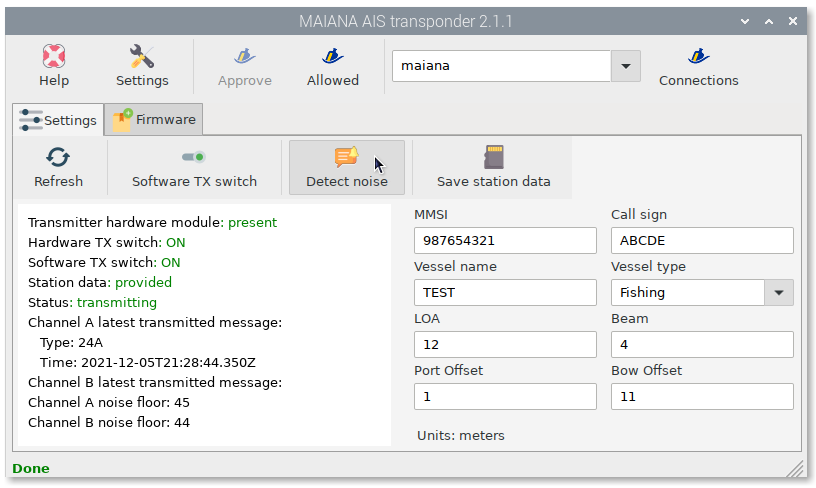 MAIANA AIS transponder 2.1.1
Help
Settings
Approve
Allowed
maiana
Connections
Settings
Firmware
Refresh
Software TX switch
Detect noise
Save station data
Transmitter hardware module: present
Hardware TX switch: ON
Software TX switch: ON
Station data: provided
Status: transmitting
Channel A latest transmitted message:
Type: 24A
Time: 2021-12-05T21:28:44.350Z
Channel B latest transmitted message:
Channel A noise floor: 45
Channel B noise floor: 44
MMSI
Call sign
987654321
ABCDE
Vessel name
Vessel type
TEST
Fishing
LOA
Beam
12
4
Port Offset
Bow Offset
1
11
Units: meters
Done